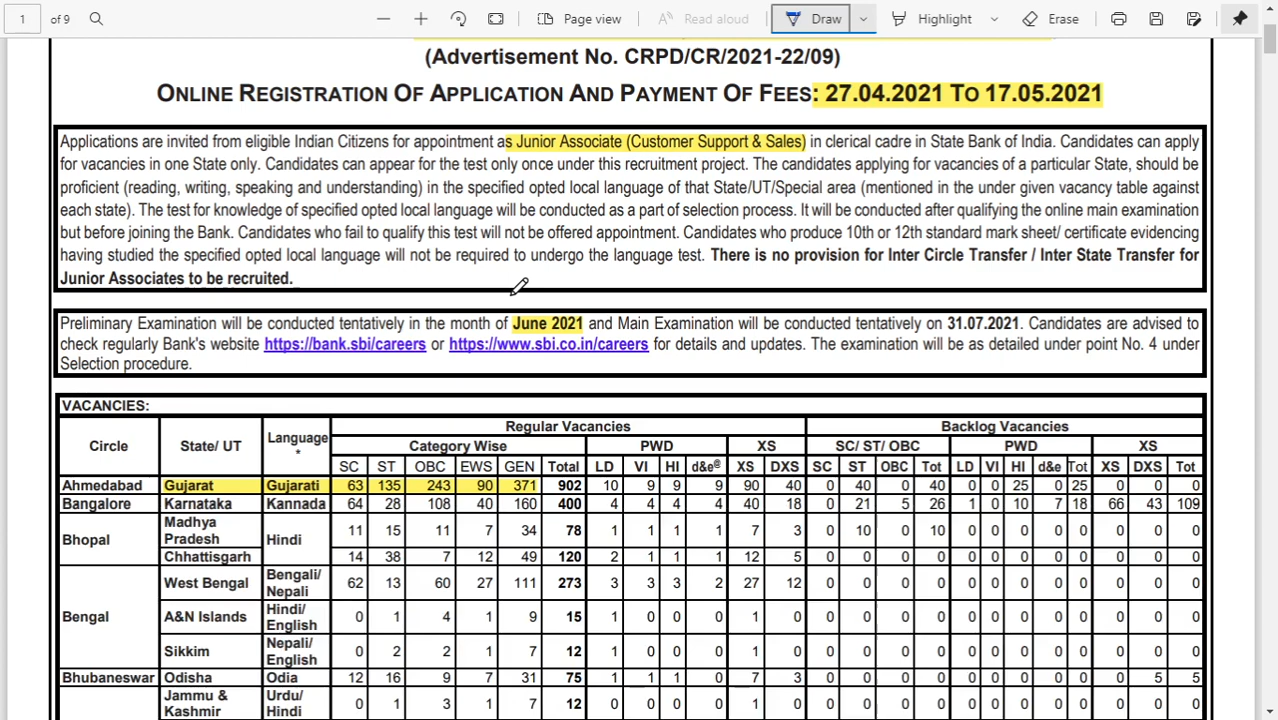 1 of 9 Page view Read aloud Draw Highlight Erase
(Advertisement No. CRPD/CR/2021-22/09)
ONLINE REGISTRATION OF APPLICATION AND PAYMENT OF FEES: 27.04.2021 TO 17.05.2021
Applications are invited from eligible Indian Citizens for appointment as Junior Associate (Customer Support & Sales) in clerical cadre in State Bank of India. Candidates can apply
for vacancies in one State only. Candidates can appear for the test only once under this recruitment project. The candidates applying for vacancies of a particular State, should be
proficient (reading, writing, speaking and understanding) in the specified opted local language of that State/UT/Special area (mentioned in the under given vacancy table against
each state). The test for knowledge of specified opted local language will be conducted as a part of selection process. It will be conducted after qualifying the online main examination
but before joining the Bank. Candidates who fail to qualify this test will not be offered appointment. Candidates who produce 10th or 12th standard mark sheet/ certificate evidencing
having studied the specified opted local language will not be required to undergo the language test. There is no provision for Inter Circle Transfer / Inter State Transfer for
Junior Associates to be recruited.
Preliminary Examination will be conducted tentatively in the month of June 2021 and Main Examination will be conducted tentatively on 31.07.2021. Candidates are advised to
check regularly Bank's website https://bank.sbi/careers or https://www.sbi.co.in/careers for details and updates. The examination will be as detailed under point No. 4 under
Selection procedure.
VACANCIES:
Circle State/ UT Language * Regular Vacancies Backlog Vacancies
Category Wise PWD XS SC/ ST/ OBC PWD XS
SC ST OBC EWS GEN Total LD VI HI d&e@ XS DXS SC ST OBC Tot LD VI HI d&e Tot XS DXS Tot
Ahmedabad Gujarat Gujarati 63 135 243 90 371 902 10 9 9 9 90 40 0 40 0 40 0 0 25 0 25 0 0 0
Bangalore Karnataka Kannada 64 28 108 40 160 400 4 4 4 4 40 18 0 21 5 26 1 0 10 7 18 66 43 109
Bhopal Madhya Pradesh Hindi 11 15 11 7 34 78 1 1 1 1 7 3 0 10 0 10 0 0 0 0 0 0 0 0
Chhattisgarh 14 38 7 12 49 120 2 1 1 1 12 5 0 0 0 0 0 0 0 0 0 0 0 0
Bengal West Bengal Bengali/ Nepali 62 13 60 27 111 273 3 3 3 2 27 12 0 0 0 0 0 0 0 0 0 0 0 0
A&N Islands Hindi/ English 0 1 4 1 9 15 1 0 0 0 1 0 0 0 0 0 0 0 0 0 0 0 0 0
Sikkim Nepali/ English 0 2 2 1 7 12 1 0 0 0 1 0 0 0 0 0 0 0 0 0 0 0 0 0
Bhubaneswar Odisha Odia 12 16 9 7 31 75 1 1 1 0 7 3 0 0 0 0 0 0 0 0 0 0 5 5
Jammu & Kashmir Urdu/ Hindi 0 1 3 1 7 12 0 0 0 0 1 0 0 0 0 0 0 0 0 0 0 0 0 0